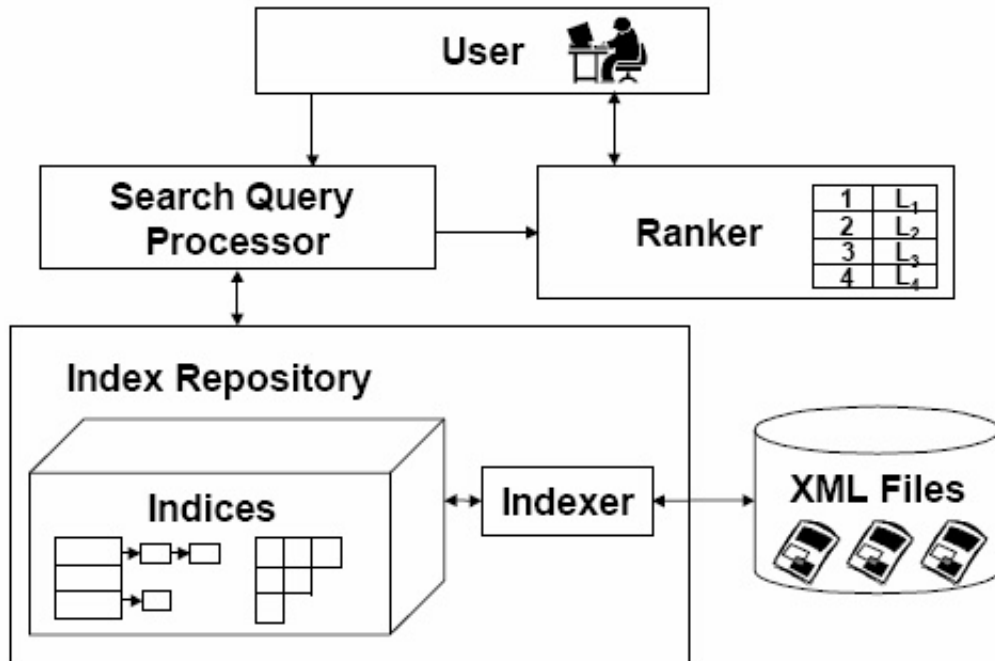 User
Search Query
Processor
Ranker
1 L₁
2 L₂
3 L₃
4 L₄
Index Repository
Indices
Indexer
XML Files